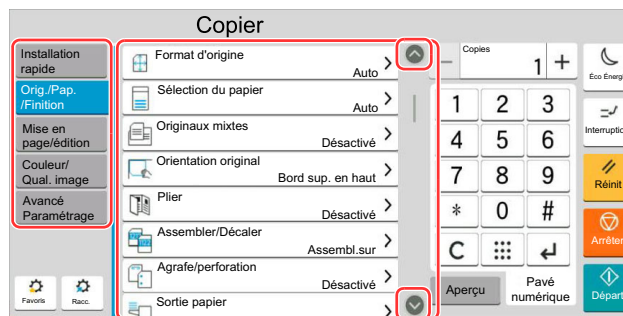 Copier
Installation
rapide
Orig./Pap.
/Finition
Mise en
page/édition
Couleur/
Qual. image
Avancé
Paramétrage
Favoris
Racc.
Format d'origine
Auto
Sélection du papier
Auto
Originaux mixtes
Désactivé
Orientation original
Bord sup. en haut
Plier
Désactivé
Assembler/Décaler
Assembl.sur
Agrafe/perforation
Désactivé
Sortie papier
Copies
− 1 +
1 2 3
4 5 6
7 8 9
* 0 #
C
Aperçu
Pavé
numérique
Éco Énergi
Interruption
Réinit
Arrêter
Départ